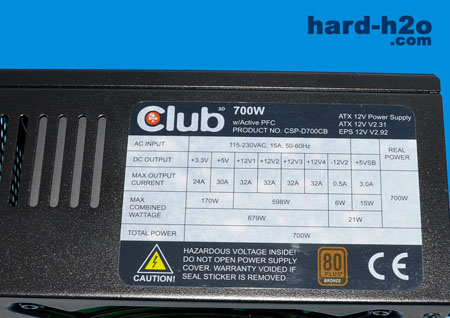 hard-h2o
.com
Club 3D
700W
w/Active PFC
PRODUCT NO. CSP-D700CB
ATX 12V Power Supply
ATX 12V V2.31
EPS 12V V2.92
AC INPUT 115-230VAC, 15A, 50-60Hz REAL POWER
DC OUTPUT +3.3V +5V +12V1 +12V2 +12V3 +12V4 -12V2 +5VSB
MAX OUTPUT CURRENT 24A 30A 32A 32A 32A 32A 0.5A 3.0A 700W
MAX COMBINED WATTAGE 170W 598W 6W 15W
679W 21W
TOTAL POWER 700W
CAUTION!
HAZARDOUS VOLTAGE INSIDE!
DO NOT OPEN POWER SUPPLY
COVER. WARRANTY VOIDED IF
SEAL STICKER IS REMOVED
80
PLUS
BRONZE
CE